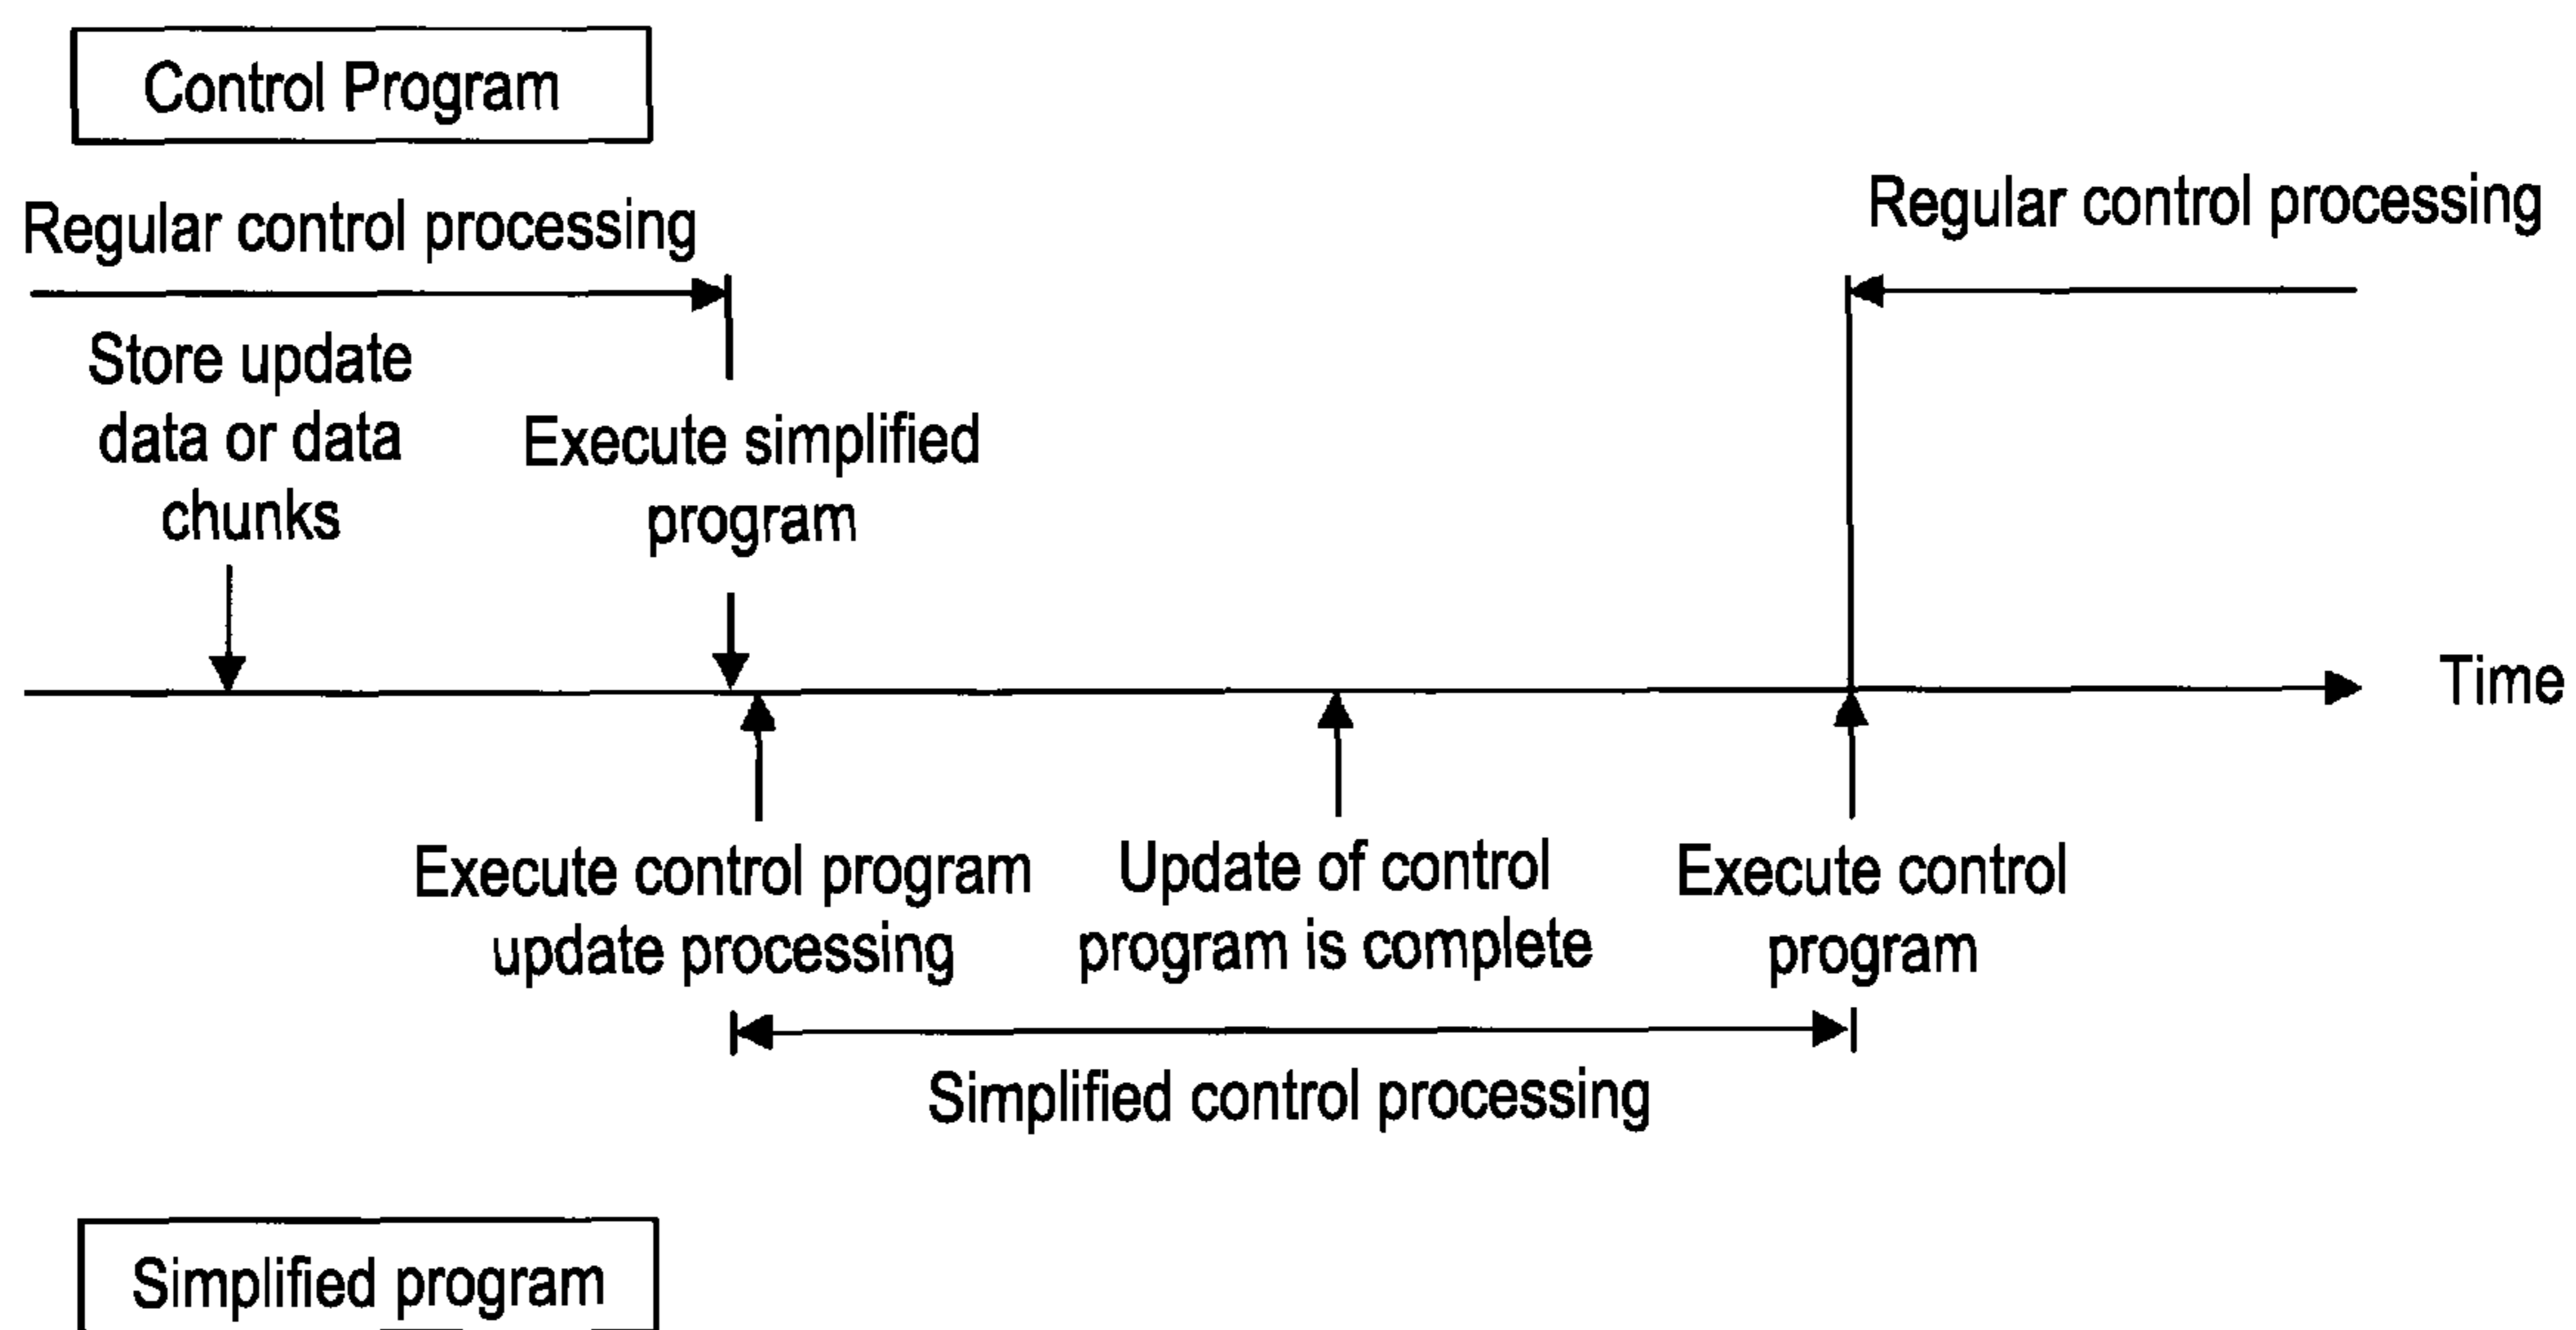 Control Program
Regular control processing
Regular control processing
Store update
data or data
chunks
Execute simplified
program
Time
Execute control program
update processing
Update of control
program is complete
Execute control
program
Simplified control processing
Simplified program